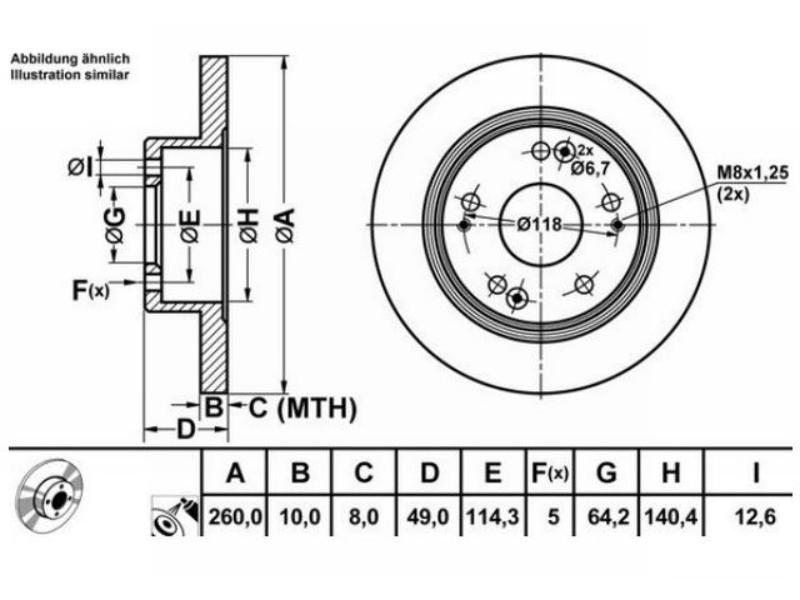 Abbildung ähnlich
Illustration similar
ØI
ØG
ØE
ØH
ØA
F(x)
B
C (MTH)
D
2x
Ø6,7
M8x1,25
(2x)
Ø118
A B C D E F(x) G H I
260,0 10,0 8,0 49,0 114,3 5 64,2 140,4 12,6